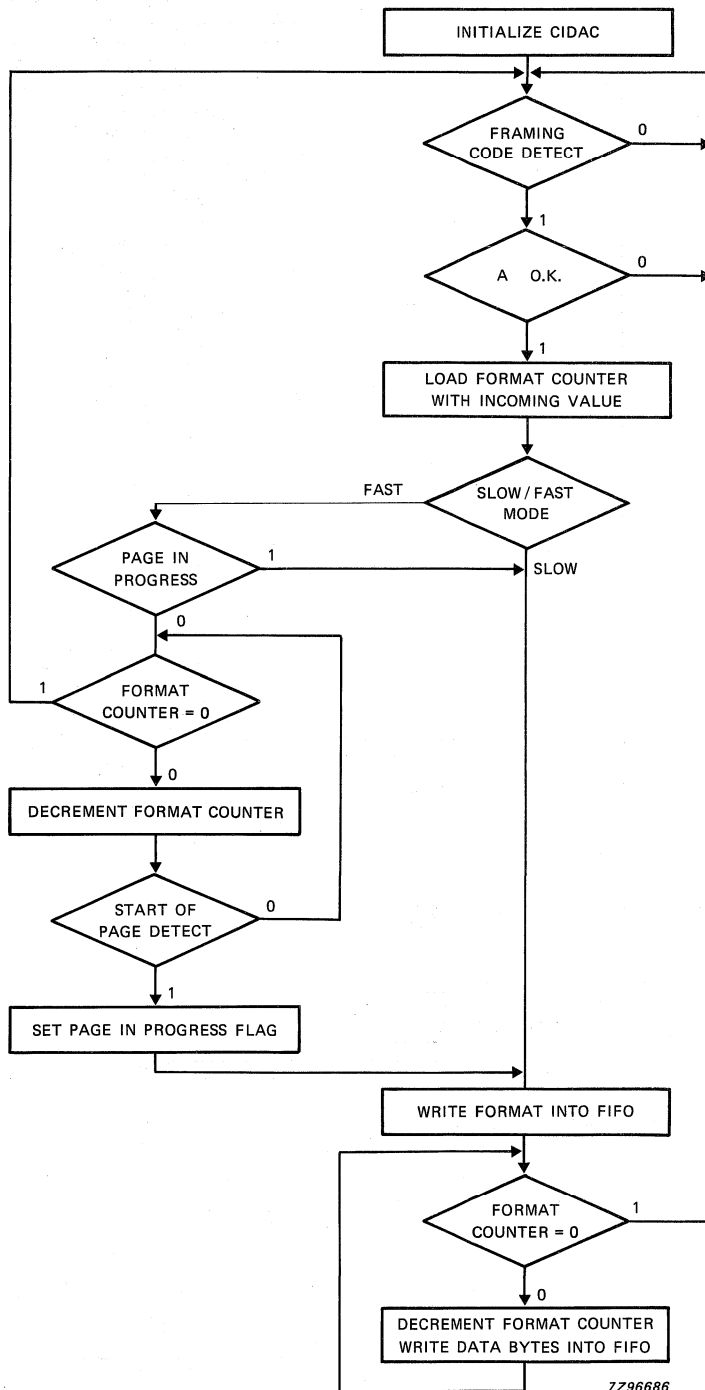 INITIALIZE CIDAC
FRAMING
CODE DETECT
0
1
A O.K.
0
1
LOAD FORMAT COUNTER
WITH INCOMING VALUE
FAST
SLOW / FAST
MODE
PAGE IN
PROGRESS
1
SLOW
0
1
FORMAT
COUNTER = 0
0
DECREMENT FORMAT COUNTER
START OF
PAGE DETECT
0
1
SET PAGE IN PROGRESS FLAG
WRITE FORMAT INTO FIFO
FORMAT
COUNTER = 0
1
0
DECREMENT FORMAT COUNTER
WRITE DATA BYTES INTO FIFO
7Z96686